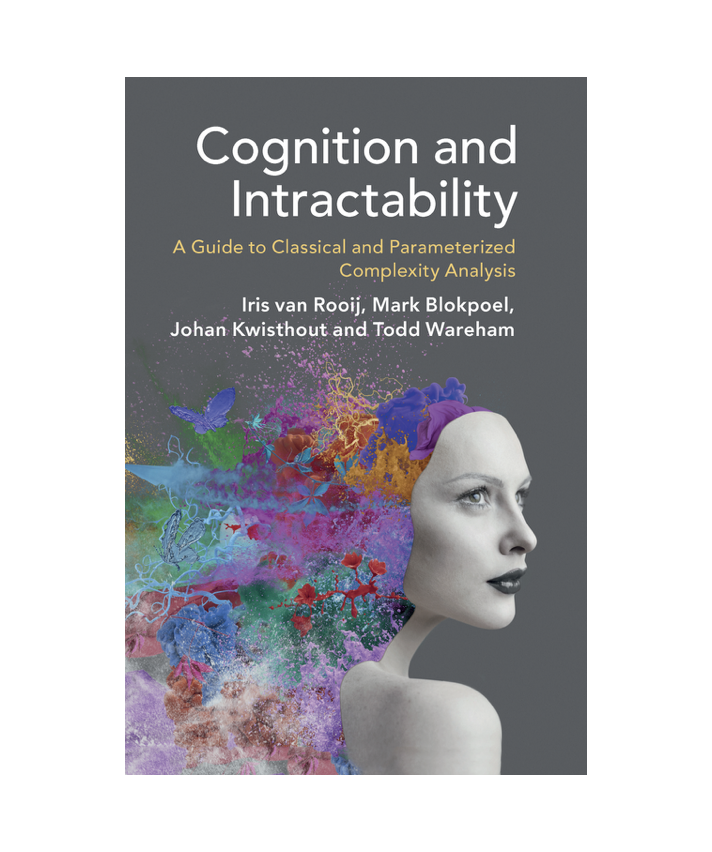 Cognition and
Intractability
A Guide to Classical and Parameterized
Complexity Analysis
Iris van Rooij, Mark Blokpoel,
Johan Kwisthout and Todd Wareham